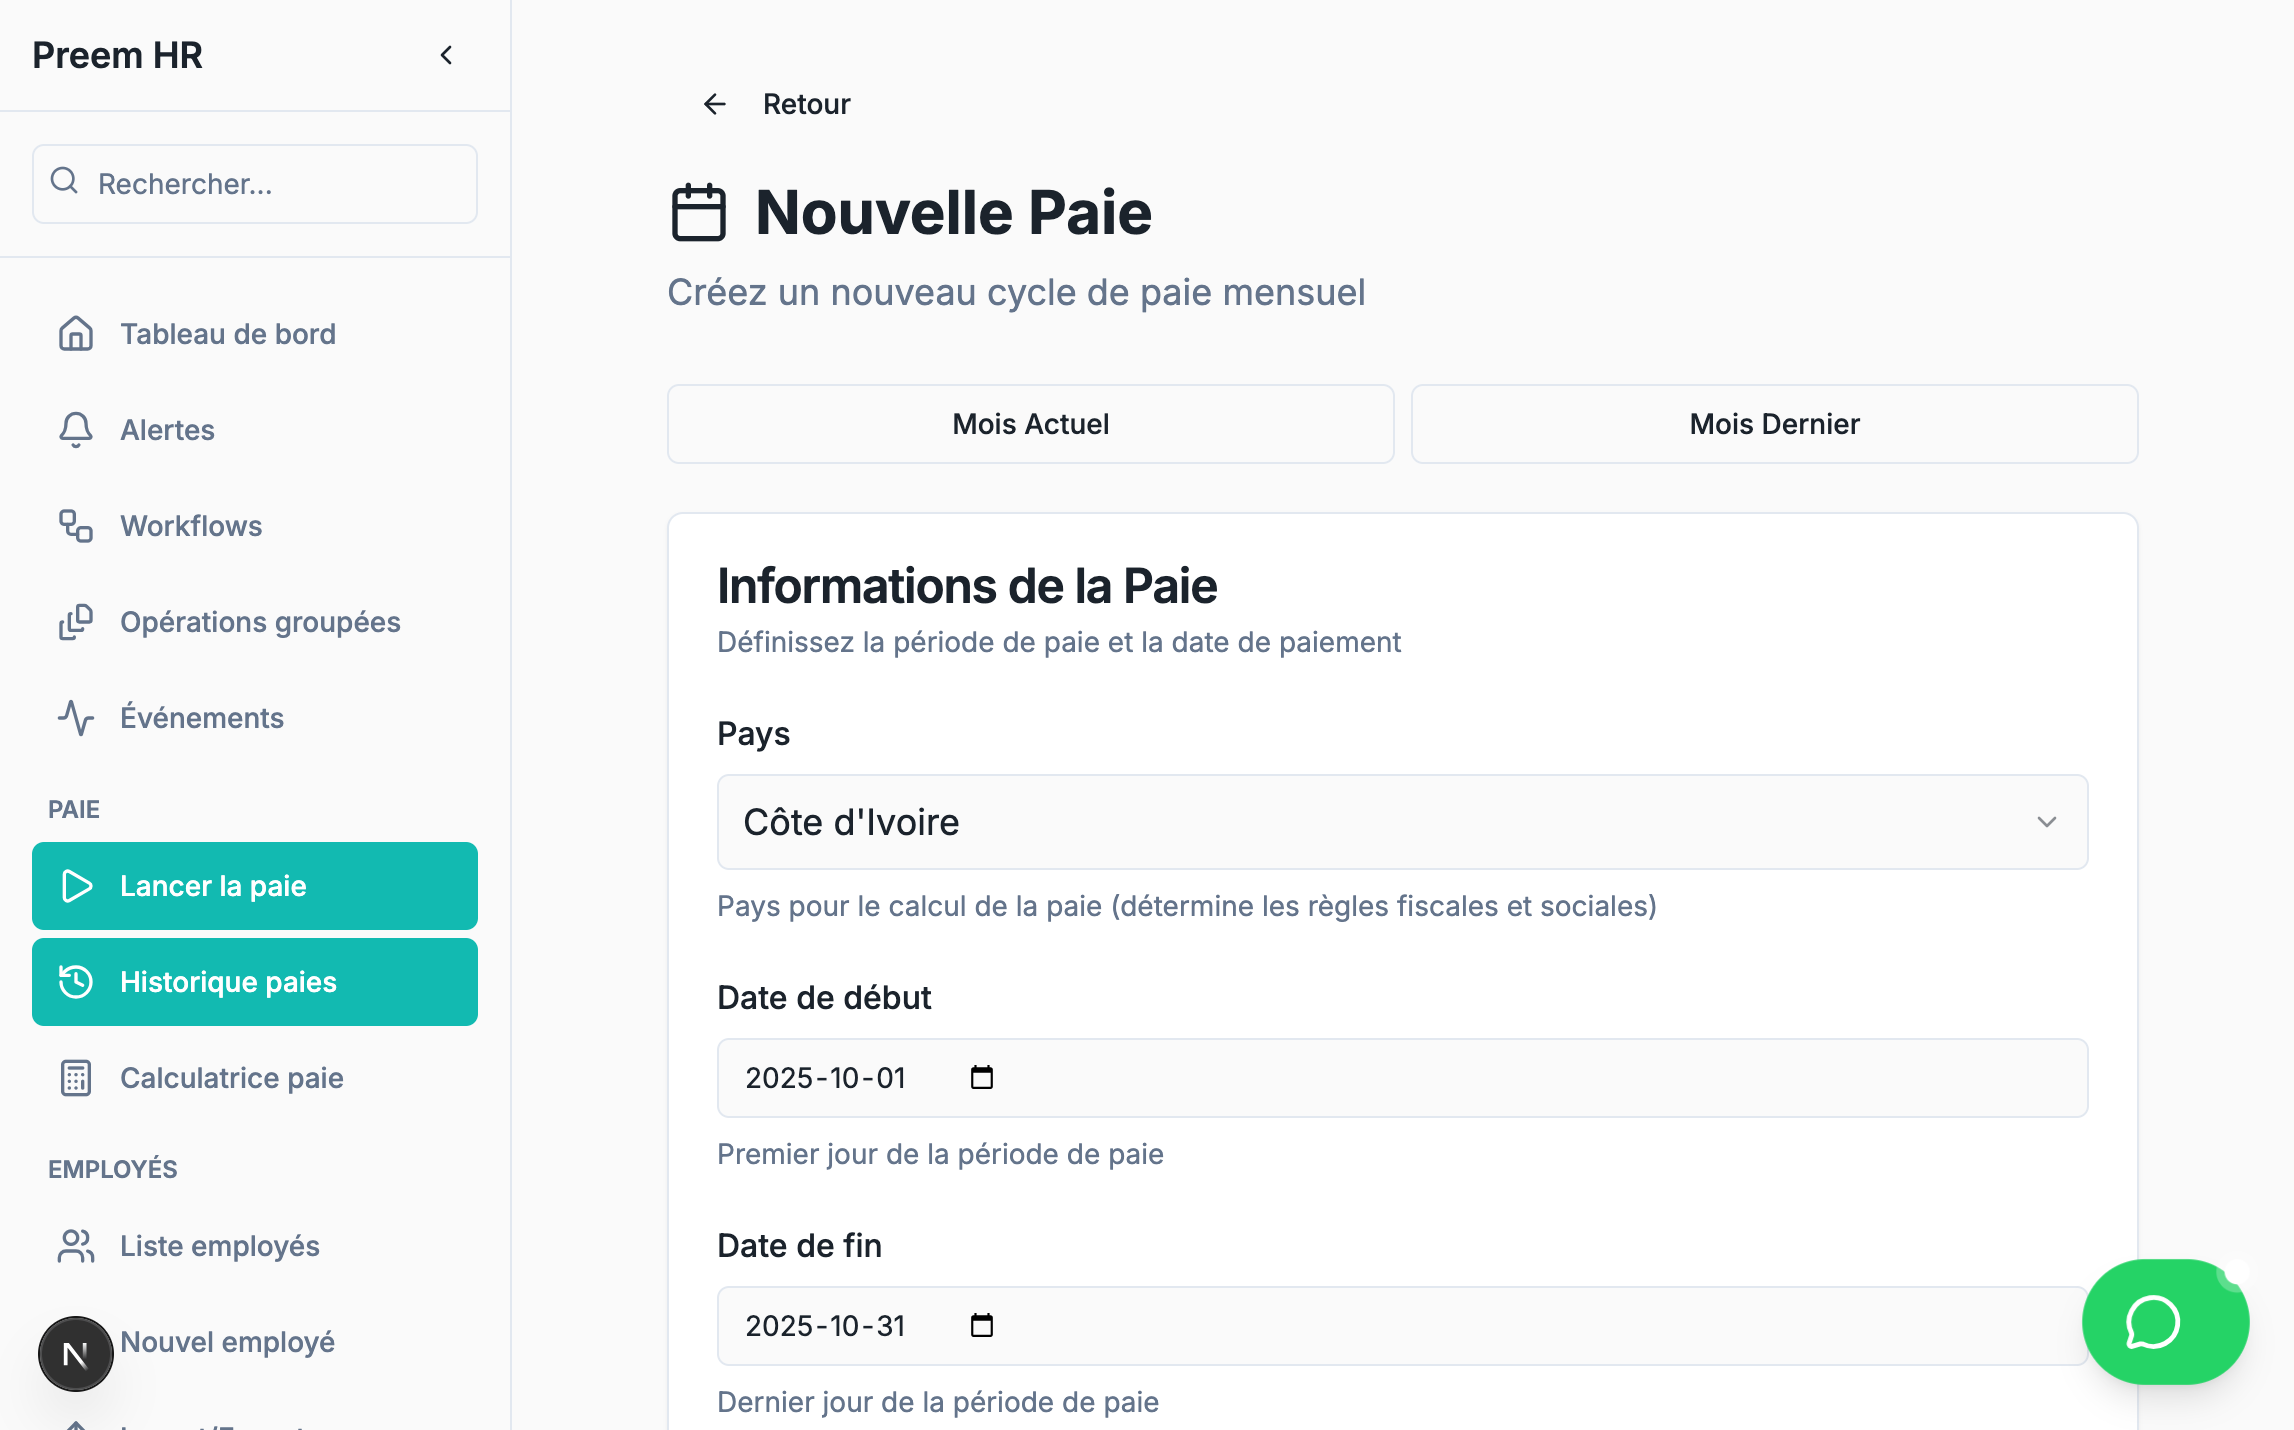 Preem HR
Rechercher...
Tableau de bord
Alertes
Workflows
Opérations groupées
Événements
PAIE
Lancer la paie
Historique paies
Calculatrice paie
EMPLOYÉS
Liste employés
N
Nouvel employé
Retour
Nouvelle Paie
Créez un nouveau cycle de paie mensuel
Mois Actuel
Mois Dernier
Informations de la Paie
Définissez la période de paie et la date de paiement
Pays
Côte d'Ivoire
Pays pour le calcul de la paie (détermine les règles fiscales et sociales)
Date de début
2025-10-01
Premier jour de la période de paie
Date de fin
2025-10-31
Dernier jour de la période de paie